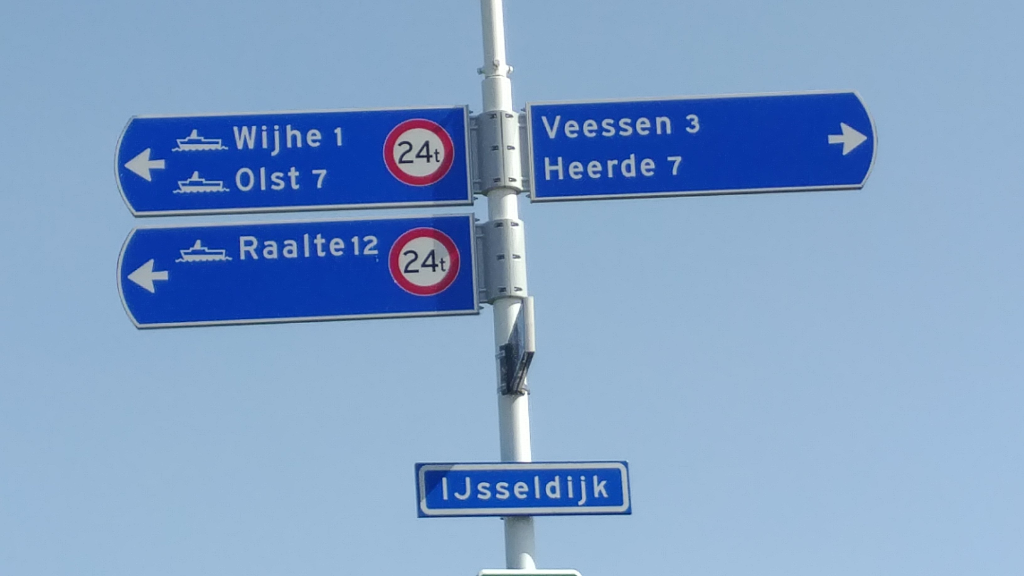 Wijhe 1 24t
Olst 7
Raalte 12 24t
Veessen 3
Heerde 7
IJsseldijk